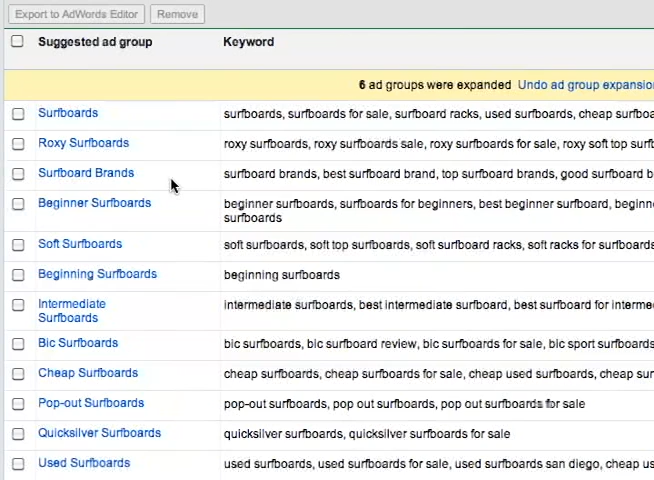 Export to AdWords Editor Remove
Suggested ad group Keyword
6 ad groups were expanded Undo ad group expansion
Surfboards surfboards, surfboards for sale, surfboard racks, used surfboards, cheap surfboa
Roxy Surfboards roxy surfboards, roxy surfboards sale, roxy surfboards for sale, roxy soft top surf
Surfboard Brands surfboard brands, best surfboard brand, top surfboard brands, good surfboard b
Beginner Surfboards beginner surfboards, surfboards for beginners, best beginner surfboard, beginn
surfboards
Soft Surfboards soft surfboards, soft top surfboards, soft surfboard racks, soft racks for surfboards
Beginning Surfboards beginning surfboards
Intermediate intermediate surfboards, best intermediate surfboard, best surfboard for interme
Surfboards
Bic Surfboards bic surfboards, bic surfboard review, bic surfboards for sale, bic sport surfboards
Cheap Surfboards cheap surfboards, cheap surfboards for sale, cheap used surfboards, cheap sur
Pop-out Surfboards pop-out surfboards, pop out surfboards, pop out surfboards for sale
Quicksilver Surfboards quicksilver surfboards, quicksilver surfboards for sale
Used Surfboards used surfboards, used surfboards for sale, used surfboards san diego, cheap us